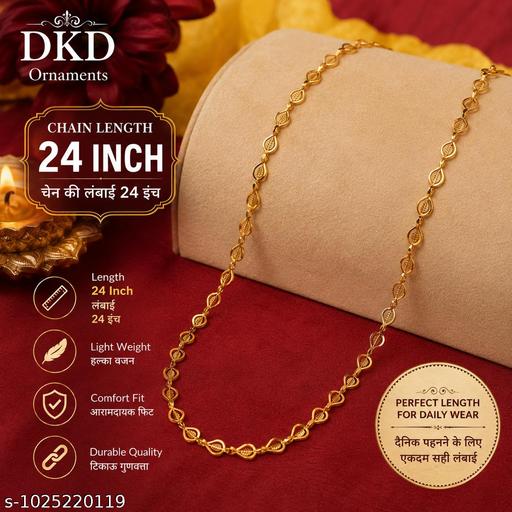 DKD
Ornaments
CHAIN LENGTH
24 INCH
चेन की लंबाई 24 इंच
Length
24 Inch
लंबाई
24 इंच
Light Weight
हल्का वजन
Comfort Fit
आरामदायक फिट
Durable Quality
टिकाऊ गुणवत्ता
PERFECT LENGTH
FOR DAILY WEAR
दैनिक पहनने के लिए
एकदम सही लंबाई
s-1025220119